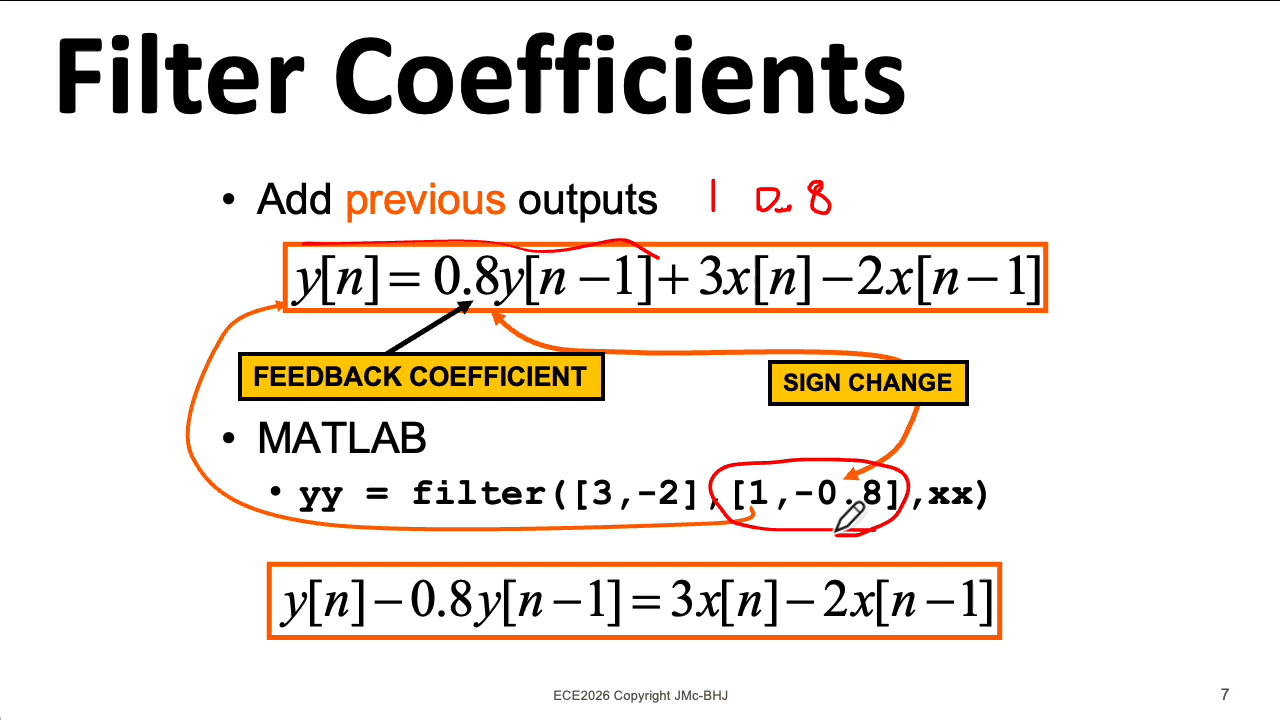 Filter Coefficients
• Add previous outputs 1 0.8
y[n] = 0.8y[n −1]+ 3x[n] − 2x[n − 1]
FEEDBACK COEFFICIENT
SIGN CHANGE
• MATLAB
• yy = filter([3,-2],[1,-0.8],xx)
y[n] − 0.8y[n −1] = 3x[n] − 2x[n −1]
ECE2026 Copyright JMc-BHJ
7